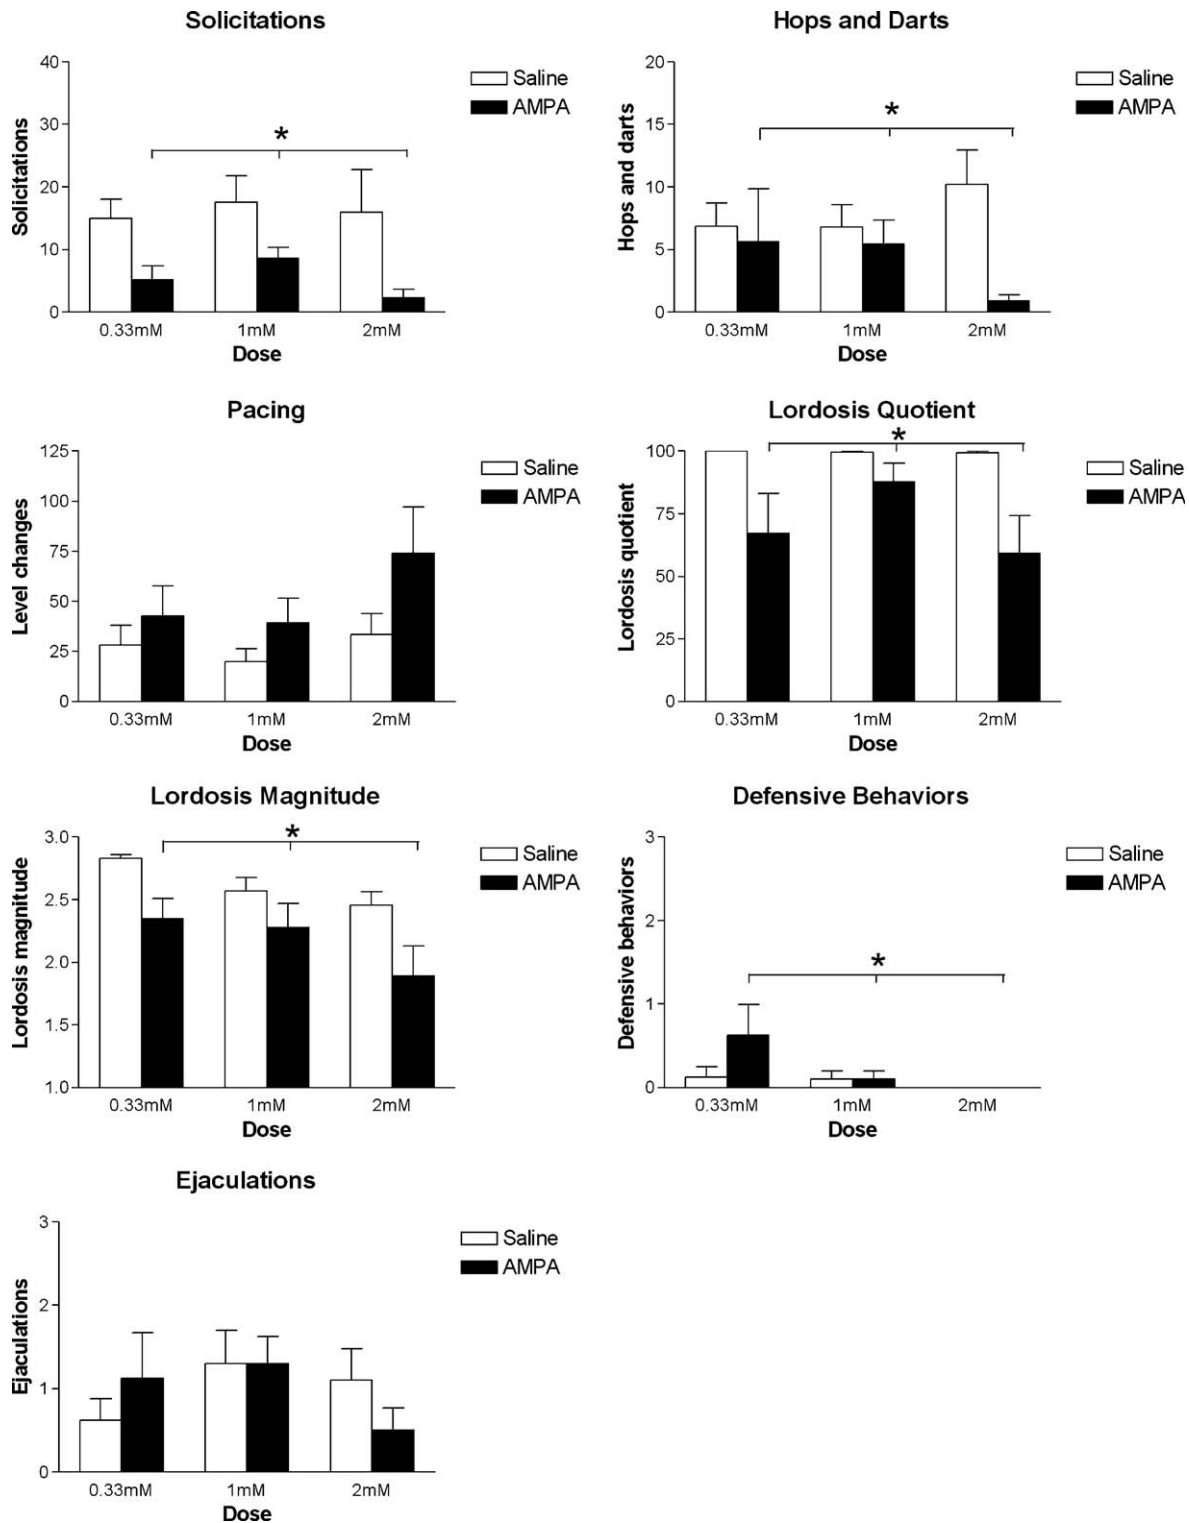 Solicitations
40
30
20
10
0
Solicitations
*
Saline
AMPA
0.33mM 1mM 2mM
Dose
Hops and Darts
20
15
10
5
0
Hops and darts
*
Saline
AMPA
0.33mM 1mM 2mM
Dose
Pacing
125
100
75
50
25
0
Level changes
Saline
AMPA
0.33mM 1mM 2mM
Dose
Lordosis Quotient
100
75
50
25
0
Lordosis quotient
*
Saline
AMPA
0.33mM 1mM 2mM
Dose
Lordosis Magnitude
3.0
2.5
2.0
1.5
1.0
Lordosis magnitude
*
Saline
AMPA
0.33mM 1mM 2mM
Dose
Defensive Behaviors
3
2
1
0
Defensive behaviors
*
Saline
AMPA
0.33mM 1mM 2mM
Dose
Ejaculations
3
2
1
0
Ejaculations
Saline
AMPA
0.33mM 1mM 2mM
Dose